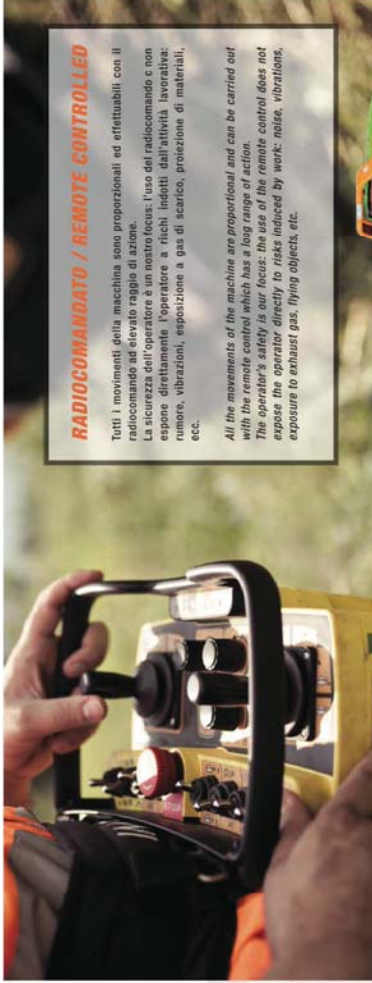 RADIOCOMANDATO / REMOTE CONTROLLED
Tutti i movimenti della macchina sono proporzionali ed effettuabili con il
radiocomando ad elevato raggio di azione.
La sicurezza dell'operatore è un nostro focus: l'uso del radiocomando c non
espone direttamente l'operatore a rischi indotti dall'attività lavorativa:
rumore, vibrazioni, esposizione a gas di scarico, proiezione di materiali,
ecc.
All the movements of the machine are proportional and can be carried out
with the remote control which has a long range of action.
The operator's safety is our focus: the use of the remote control does not
expose the operator directly to risks induced by work: noise, vibrations,
exposure to exhaust gas, flying objects, etc.
STOP